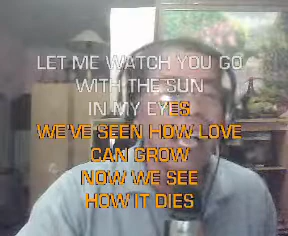 LET ME WATCH YOU GO
WITH THE SUN
IN MY EYES
WE'VE SEEN HOW LOVE
CAN GROW
NOW WE SEE
HOW IT DIES